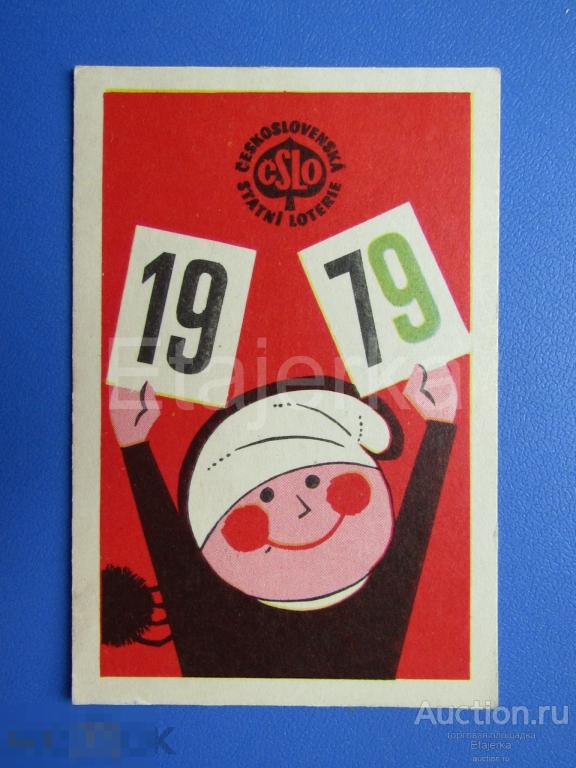 ČESKOSLOVENSKÁ
STÁTNÍ LOTERIE
ČSLO
19 79
Etajerka
Auction.ru
торговая площадка
Etajerka
auction.ru